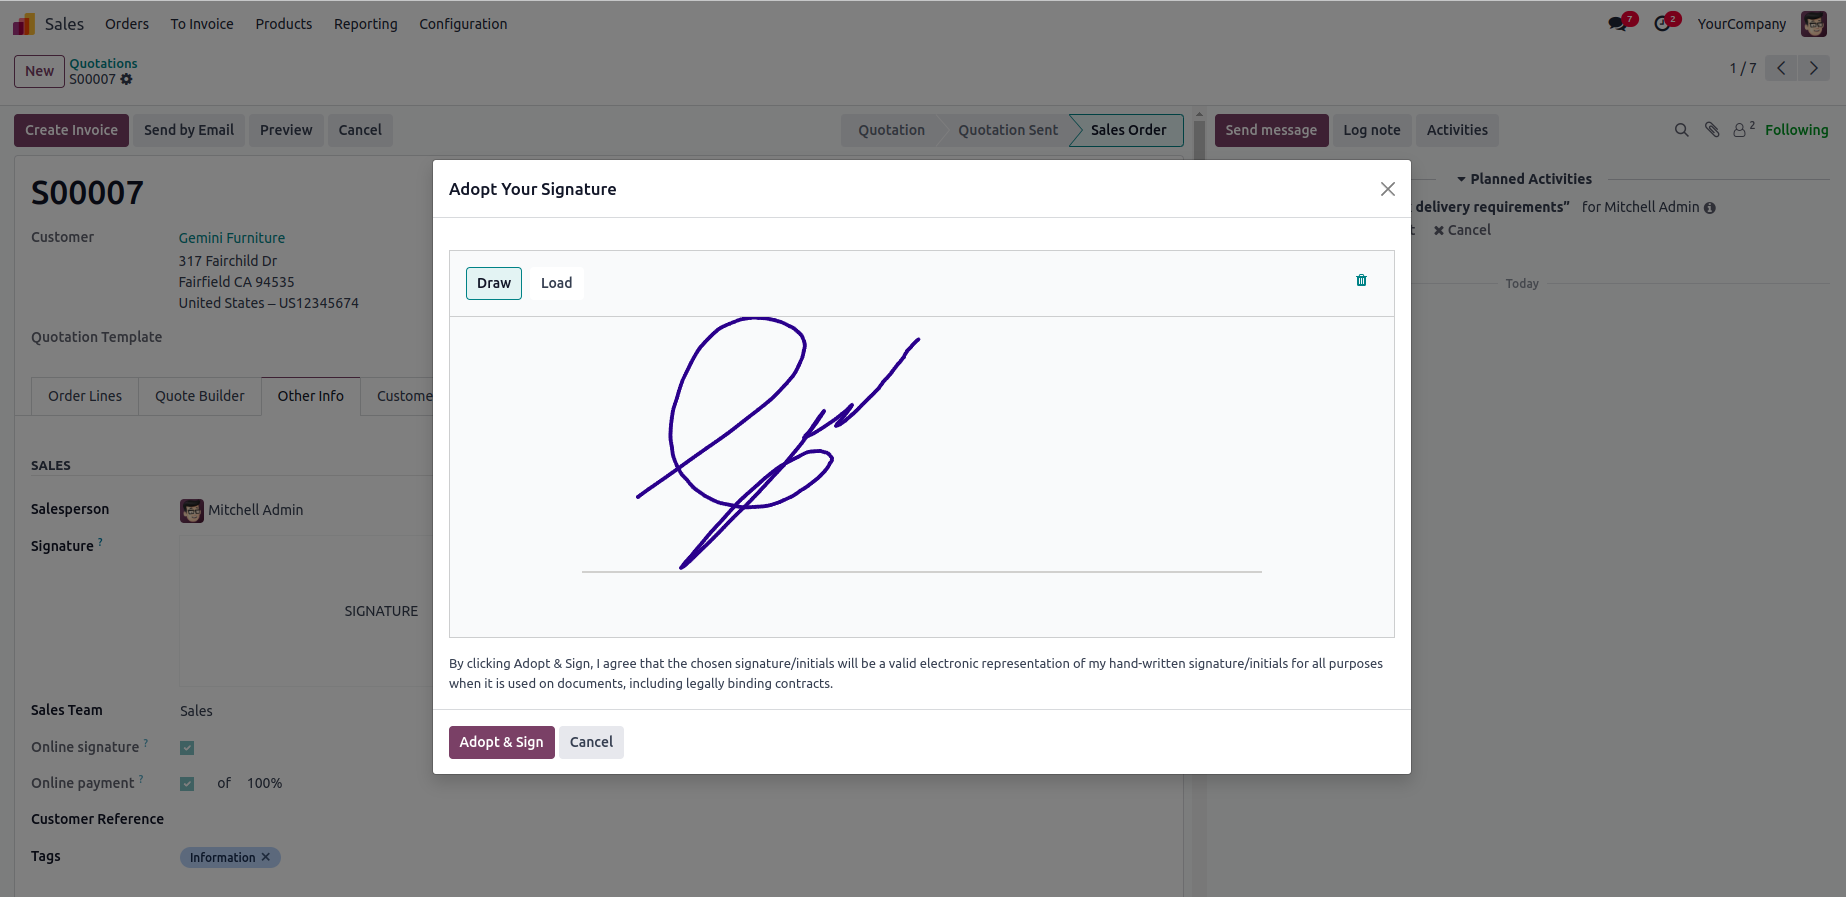 Sales Orders To Invoice Products Reporting Configuration 7 2 YourCompany
New Quotations
S00007 1 / 7
Create Invoice Send by Email Preview Cancel Quotation Quotation Sent Sales Order Send message Log note Activities 2 Following
S00007
Customer Gemini Furniture
317 Fairchild Dr
Fairfield CA 94535
United States – US12345674
Quotation Template
Order Lines Quote Builder Other Info Custome
SALES
Salesperson Mitchell Admin
Signature ?
SIGNATURE
Sales Team Sales
Online signature ?
Online payment ? of 100%
Customer Reference
Tags Information ×
Adopt Your Signature
Draw Load
By clicking Adopt & Sign, I agree that the chosen signature/initials will be a valid electronic representation of my hand-written signature/initials for all purposes
when it is used on documents, including legally binding contracts.
Adopt & Sign Cancel
Planned Activities
delivery requirements” for Mitchell Admin
Cancel
Today